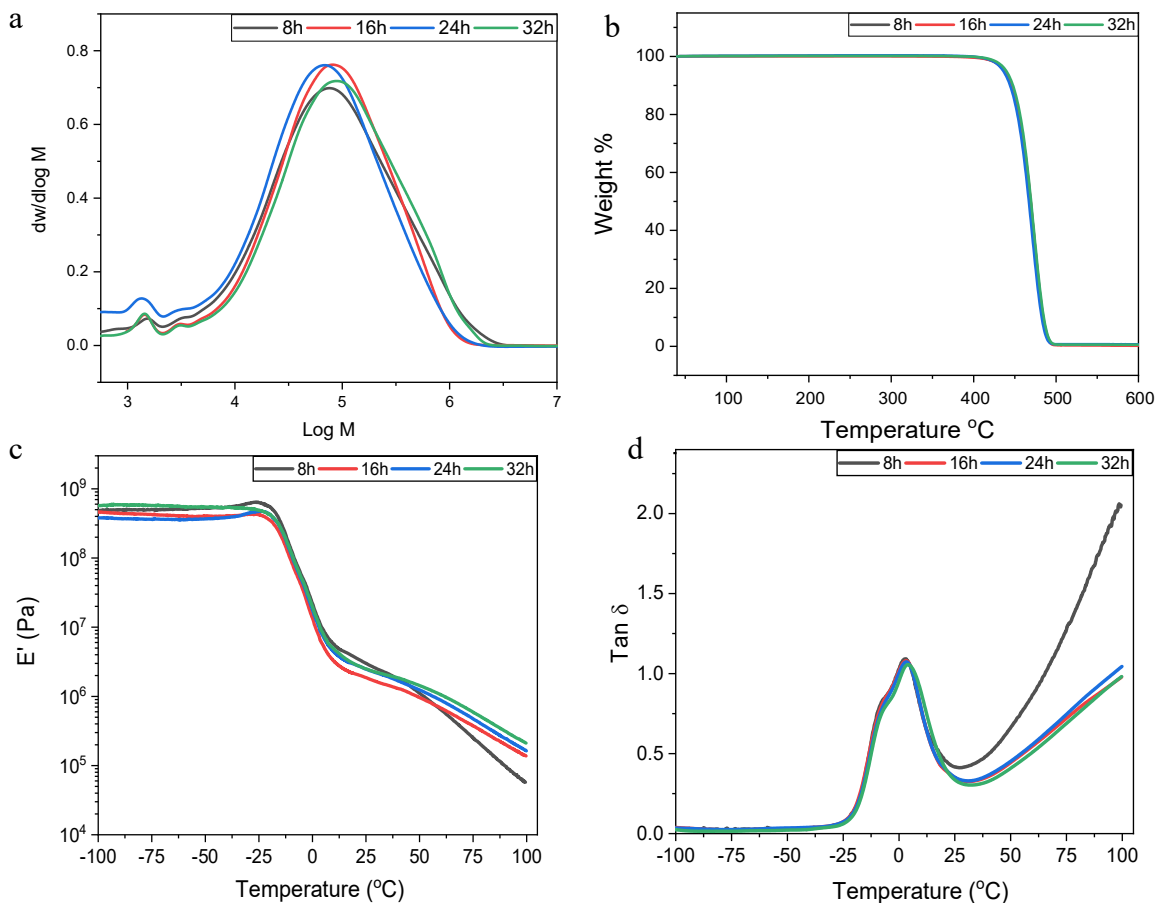 a
8h 16h 24h 32h
0.8
0.6
0.4
0.2
0.0
dw/dlog M
3 4 5 6 7
Log M
b
8h 16h 24h 32h
100
80
60
40
20
0
Weight %
100 200 300 400 500 600
Temperature °C
c
8h 16h 24h 32h
10⁹
10⁸
10⁷
10⁶
10⁵
10⁴
E' (Pa)
-100 -75 -50 -25 0 25 50 75 100
Temperature (°C)
d
8h 16h 24h 32h
2.0
1.5
1.0
0.5
0.0
Tan δ
-100 -75 -50 -25 0 25 50 75 100
Temperature (°C)